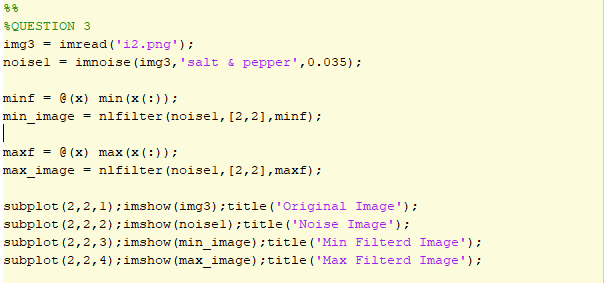 %%
%QUESTION 3
img3 = imread('i2.png');
noise1 = imnoise(img3,'salt & pepper',0.035);
minf = @(x) min(x(:));
min_image = nlfilter(noise1,[2,2],minf);
maxf = @(x) max(x(:));
max_image = nlfilter(noise1,[2,2],maxf);
subplot(2,2,1);imshow(img3);title('Original Image');
subplot(2,2,2);imshow(noise1);title('Noise Image');
subplot(2,2,3);imshow(min_image);title('Min Filterd Image');
subplot(2,2,4);imshow(max_image);title('Max Filterd Image');